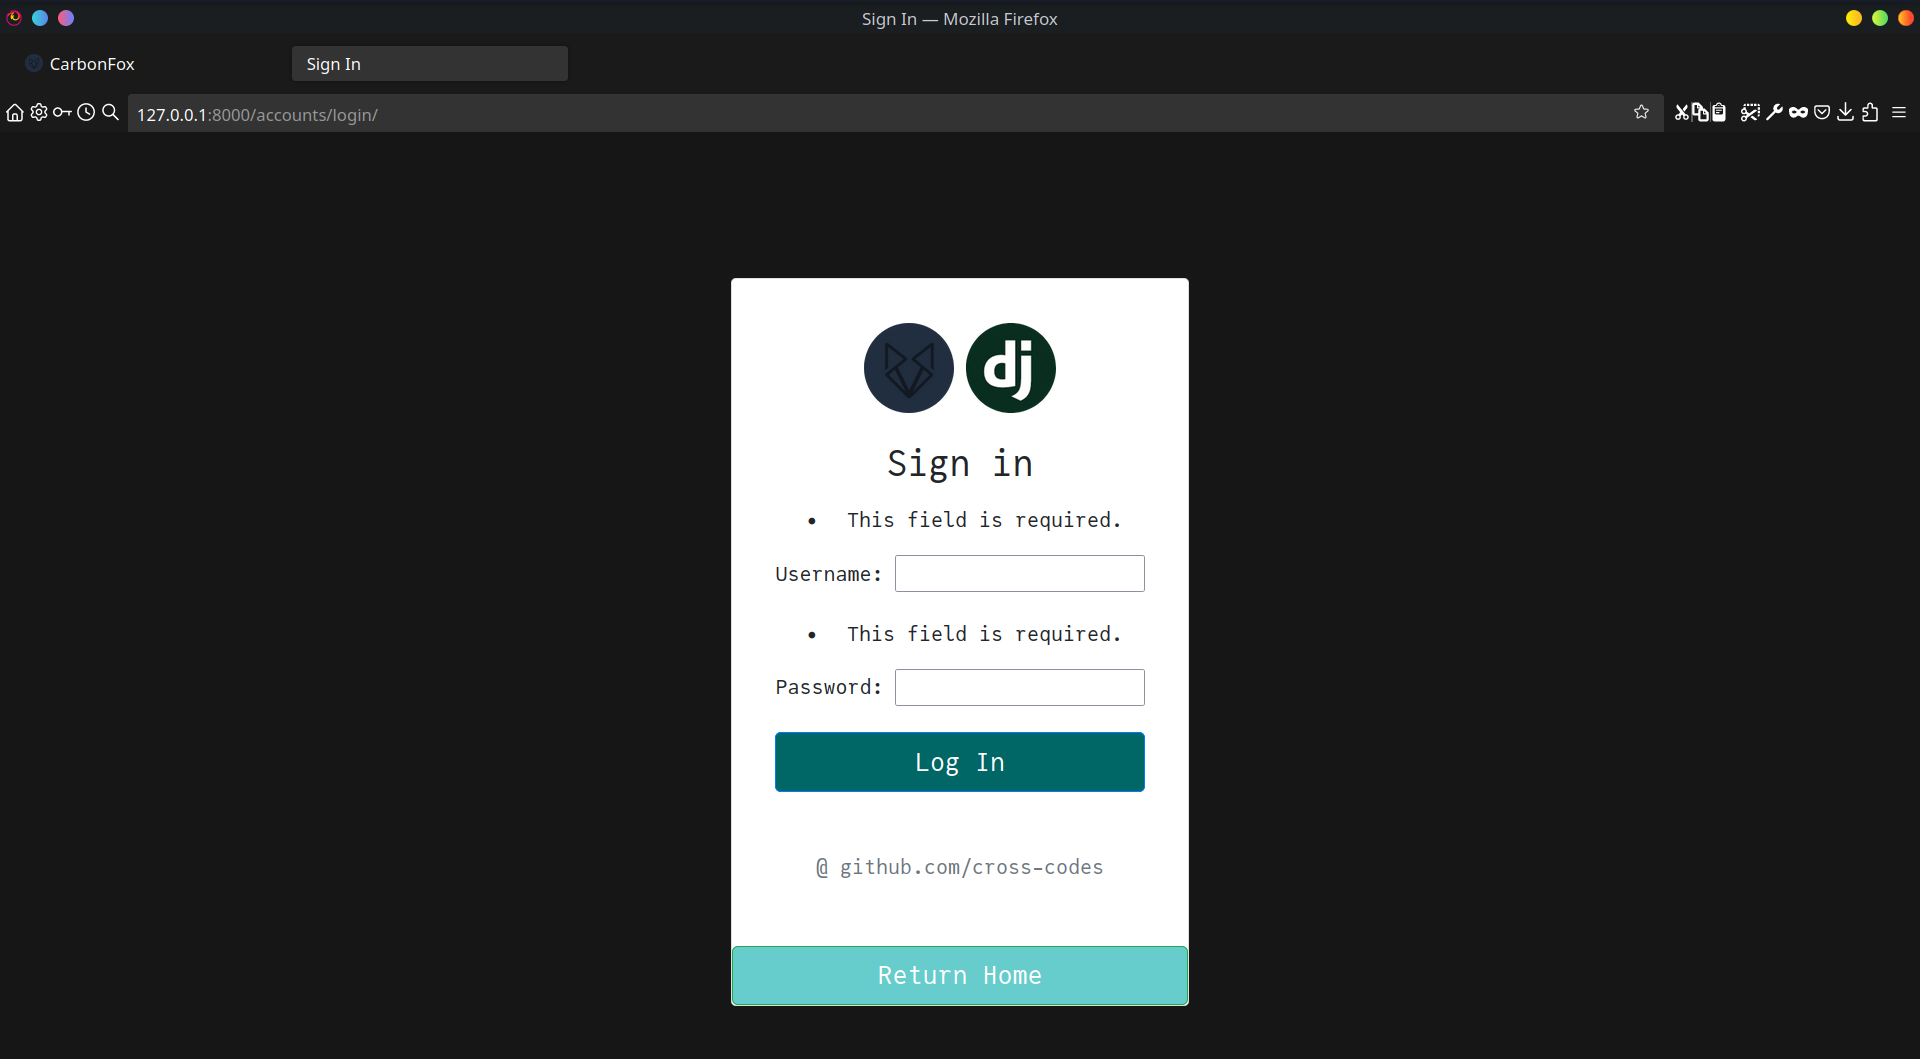 Sign In — Mozilla Firefox
CarbonFox
Sign In
127.0.0.1:8000/accounts/login/
dj
Sign in
• This field is required.
Username:
• This field is required.
Password:
Log In
@ github.com/cross-codes
Return Home